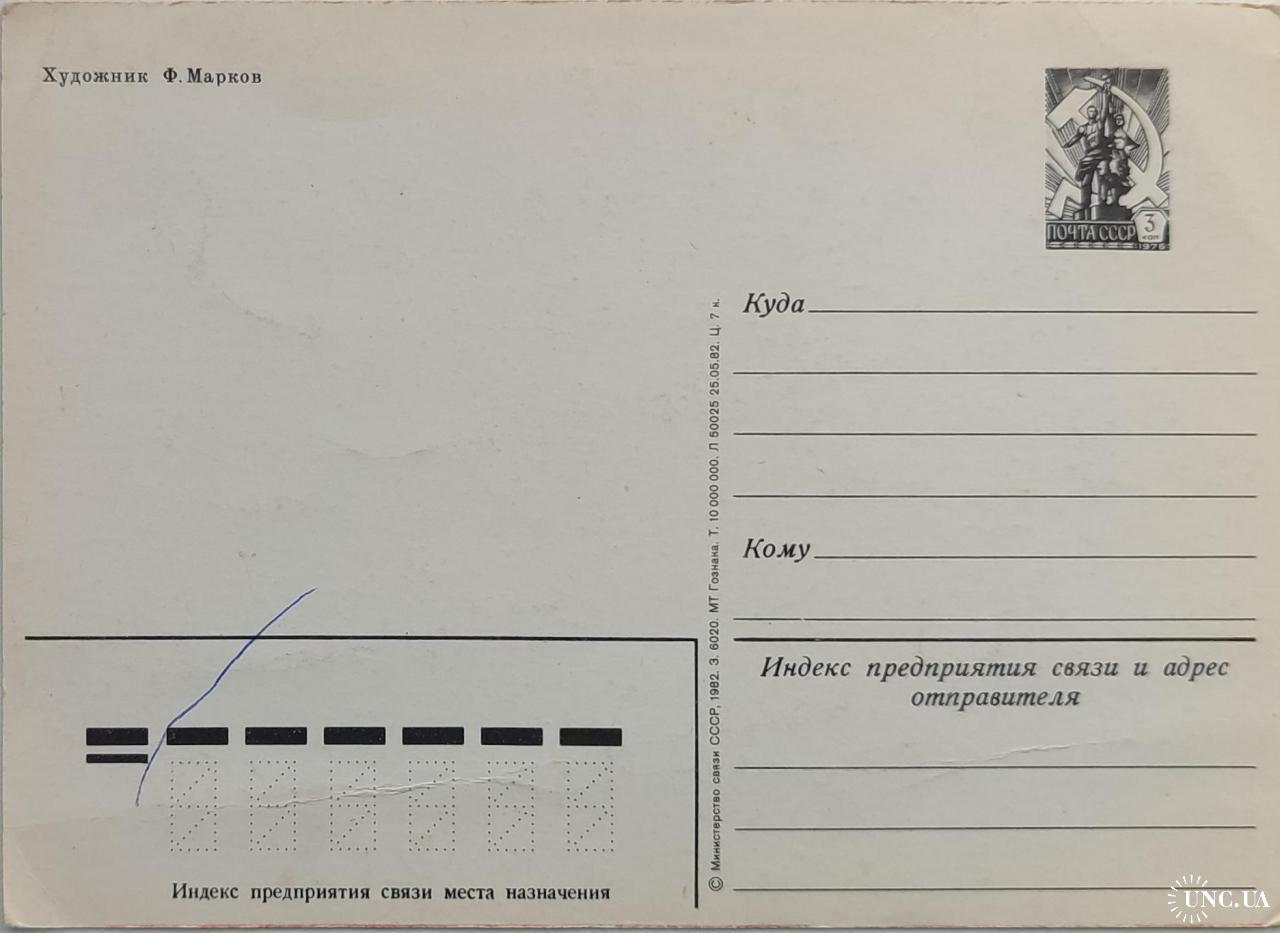 Художник Ф. Марков
ПОЧТА СССР 3 коп 1976
Куда
Кому
© Министерство связи СССР, 1982. З. 6020. МТ Гознака. Т. 10 000 000. Л 50025 25.05.82. Ц. 7 к.
Индекс предприятия связи и адрес
отправителя
Индекс предприятия связи места назначения
UNC.UA